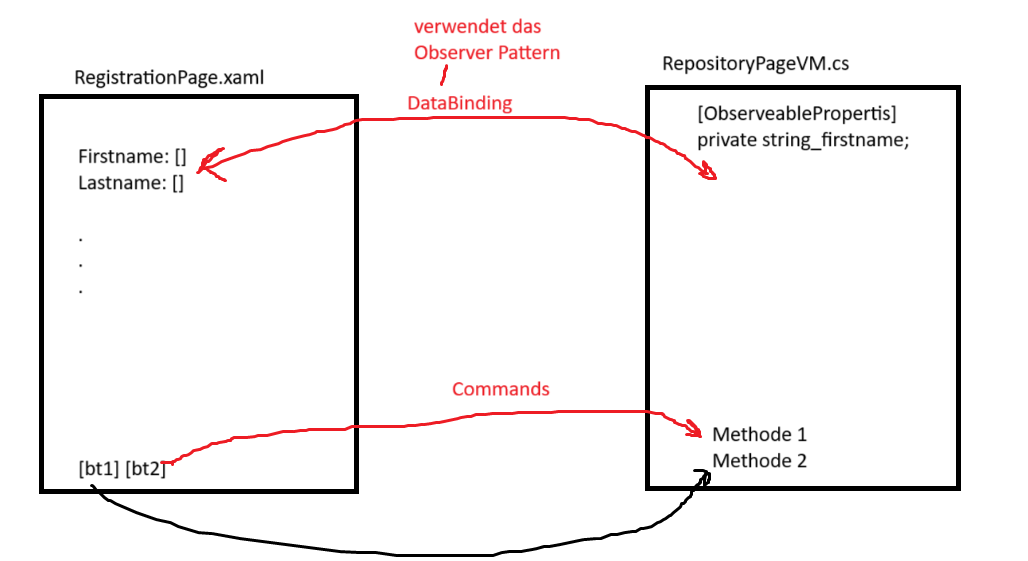 verwendet das
Observer Pattern
RegistrationPage.xaml
RepositoryPageVM.cs
DataBinding
[ObserveablePropertis]
private string_firstname;
Firstname: []
Lastname: []
.
.
.
Commands
Methode 1
Methode 2
[bt1] [bt2]